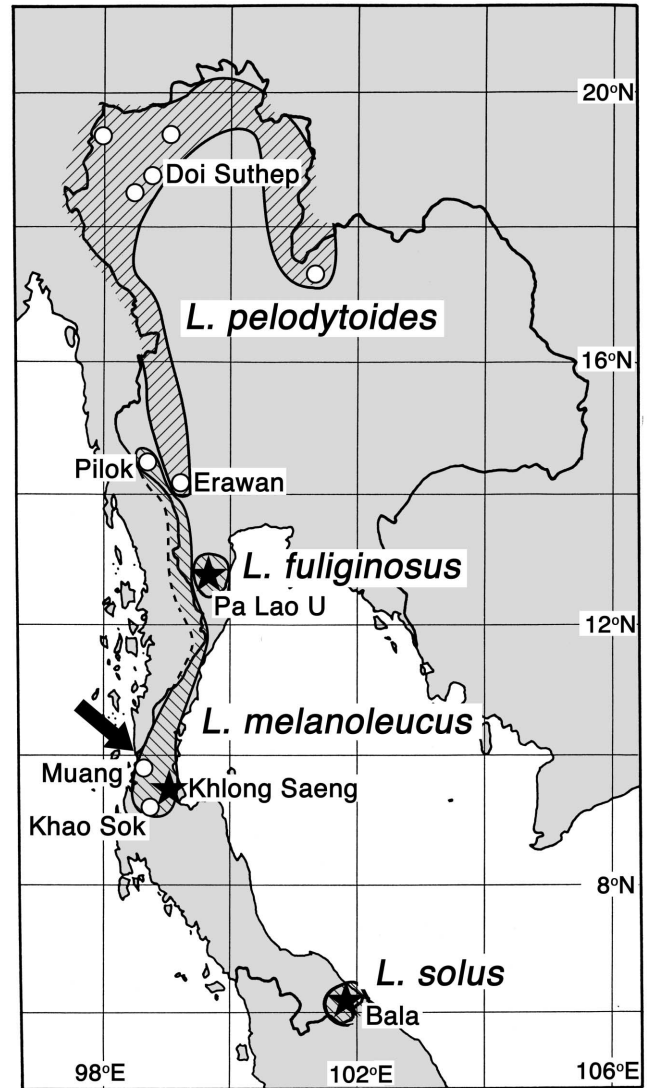 20°N
Doi Suthep
L. pelodytoides
16°N
Pilok
Erawan
L. fuliginosus
Pa Lao U
12°N
L. melanoleucus
Muang
Khlong Saeng
Khao Sok
8°N
L. solus
Bala
98°E
102°E
106°E